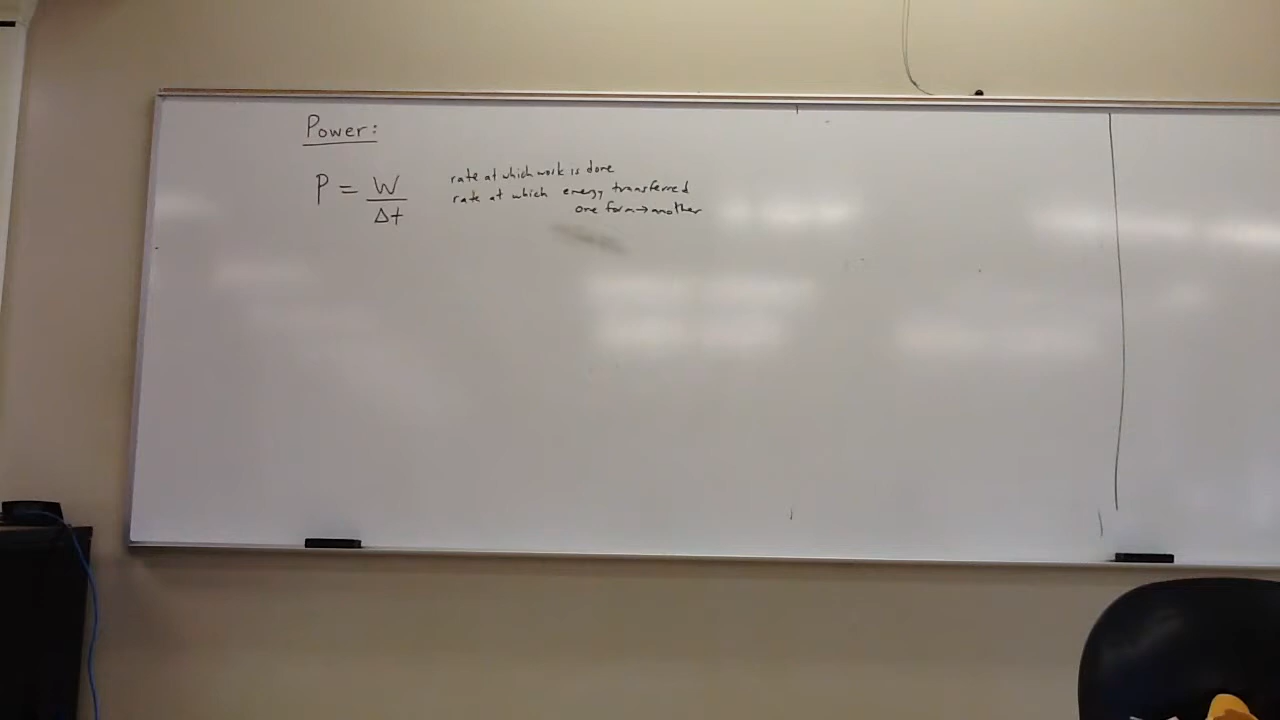 Power:
P = W / Δt
rate at which work is done
rate at which energy transferred
one form → another